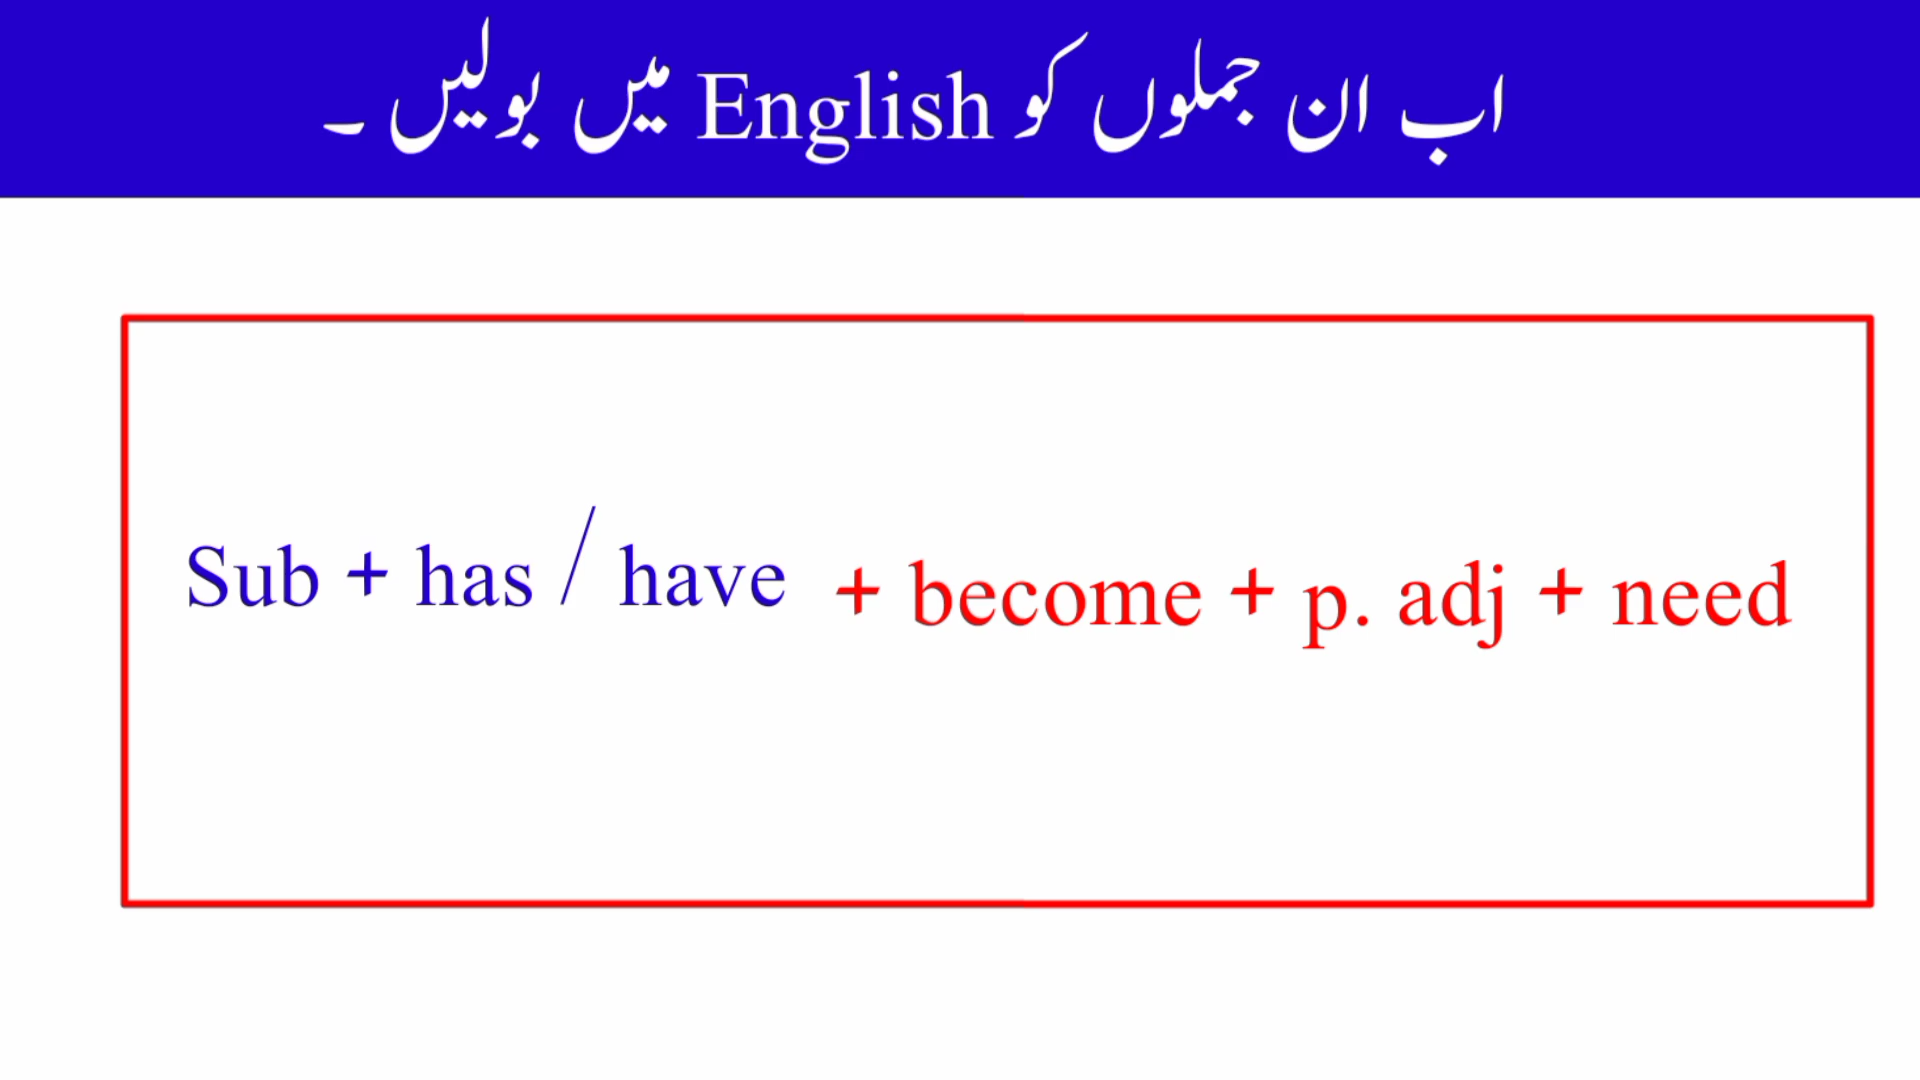 اب ان جملوں کو English میں بولیں ۔
Sub + has / have + become + p. adj + need